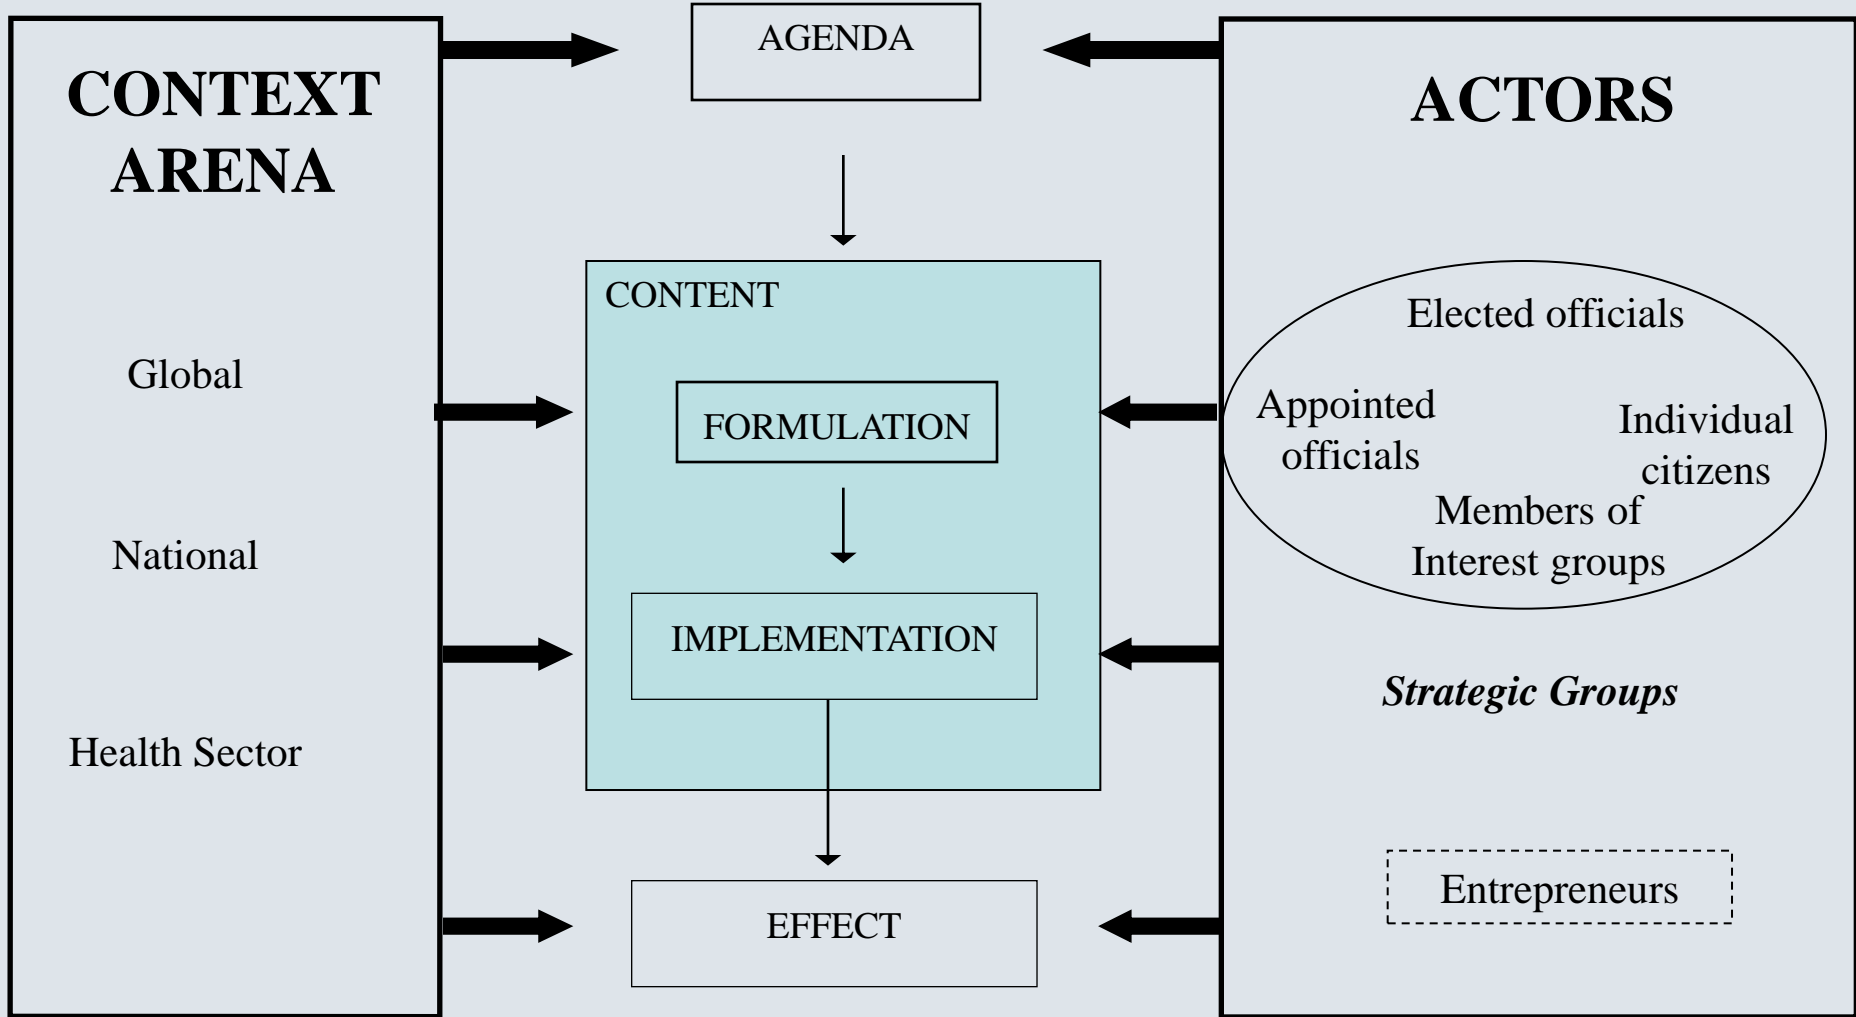 CONTEXT
ARENA
Global
National
Health Sector
AGENDA
CONTENT
FORMULATION
IMPLEMENTATION
EFFECT
ACTORS
Elected officials
Appointed
officials
Individual
citizens
Members of
Interest groups
Strategic Groups
Entrepreneurs